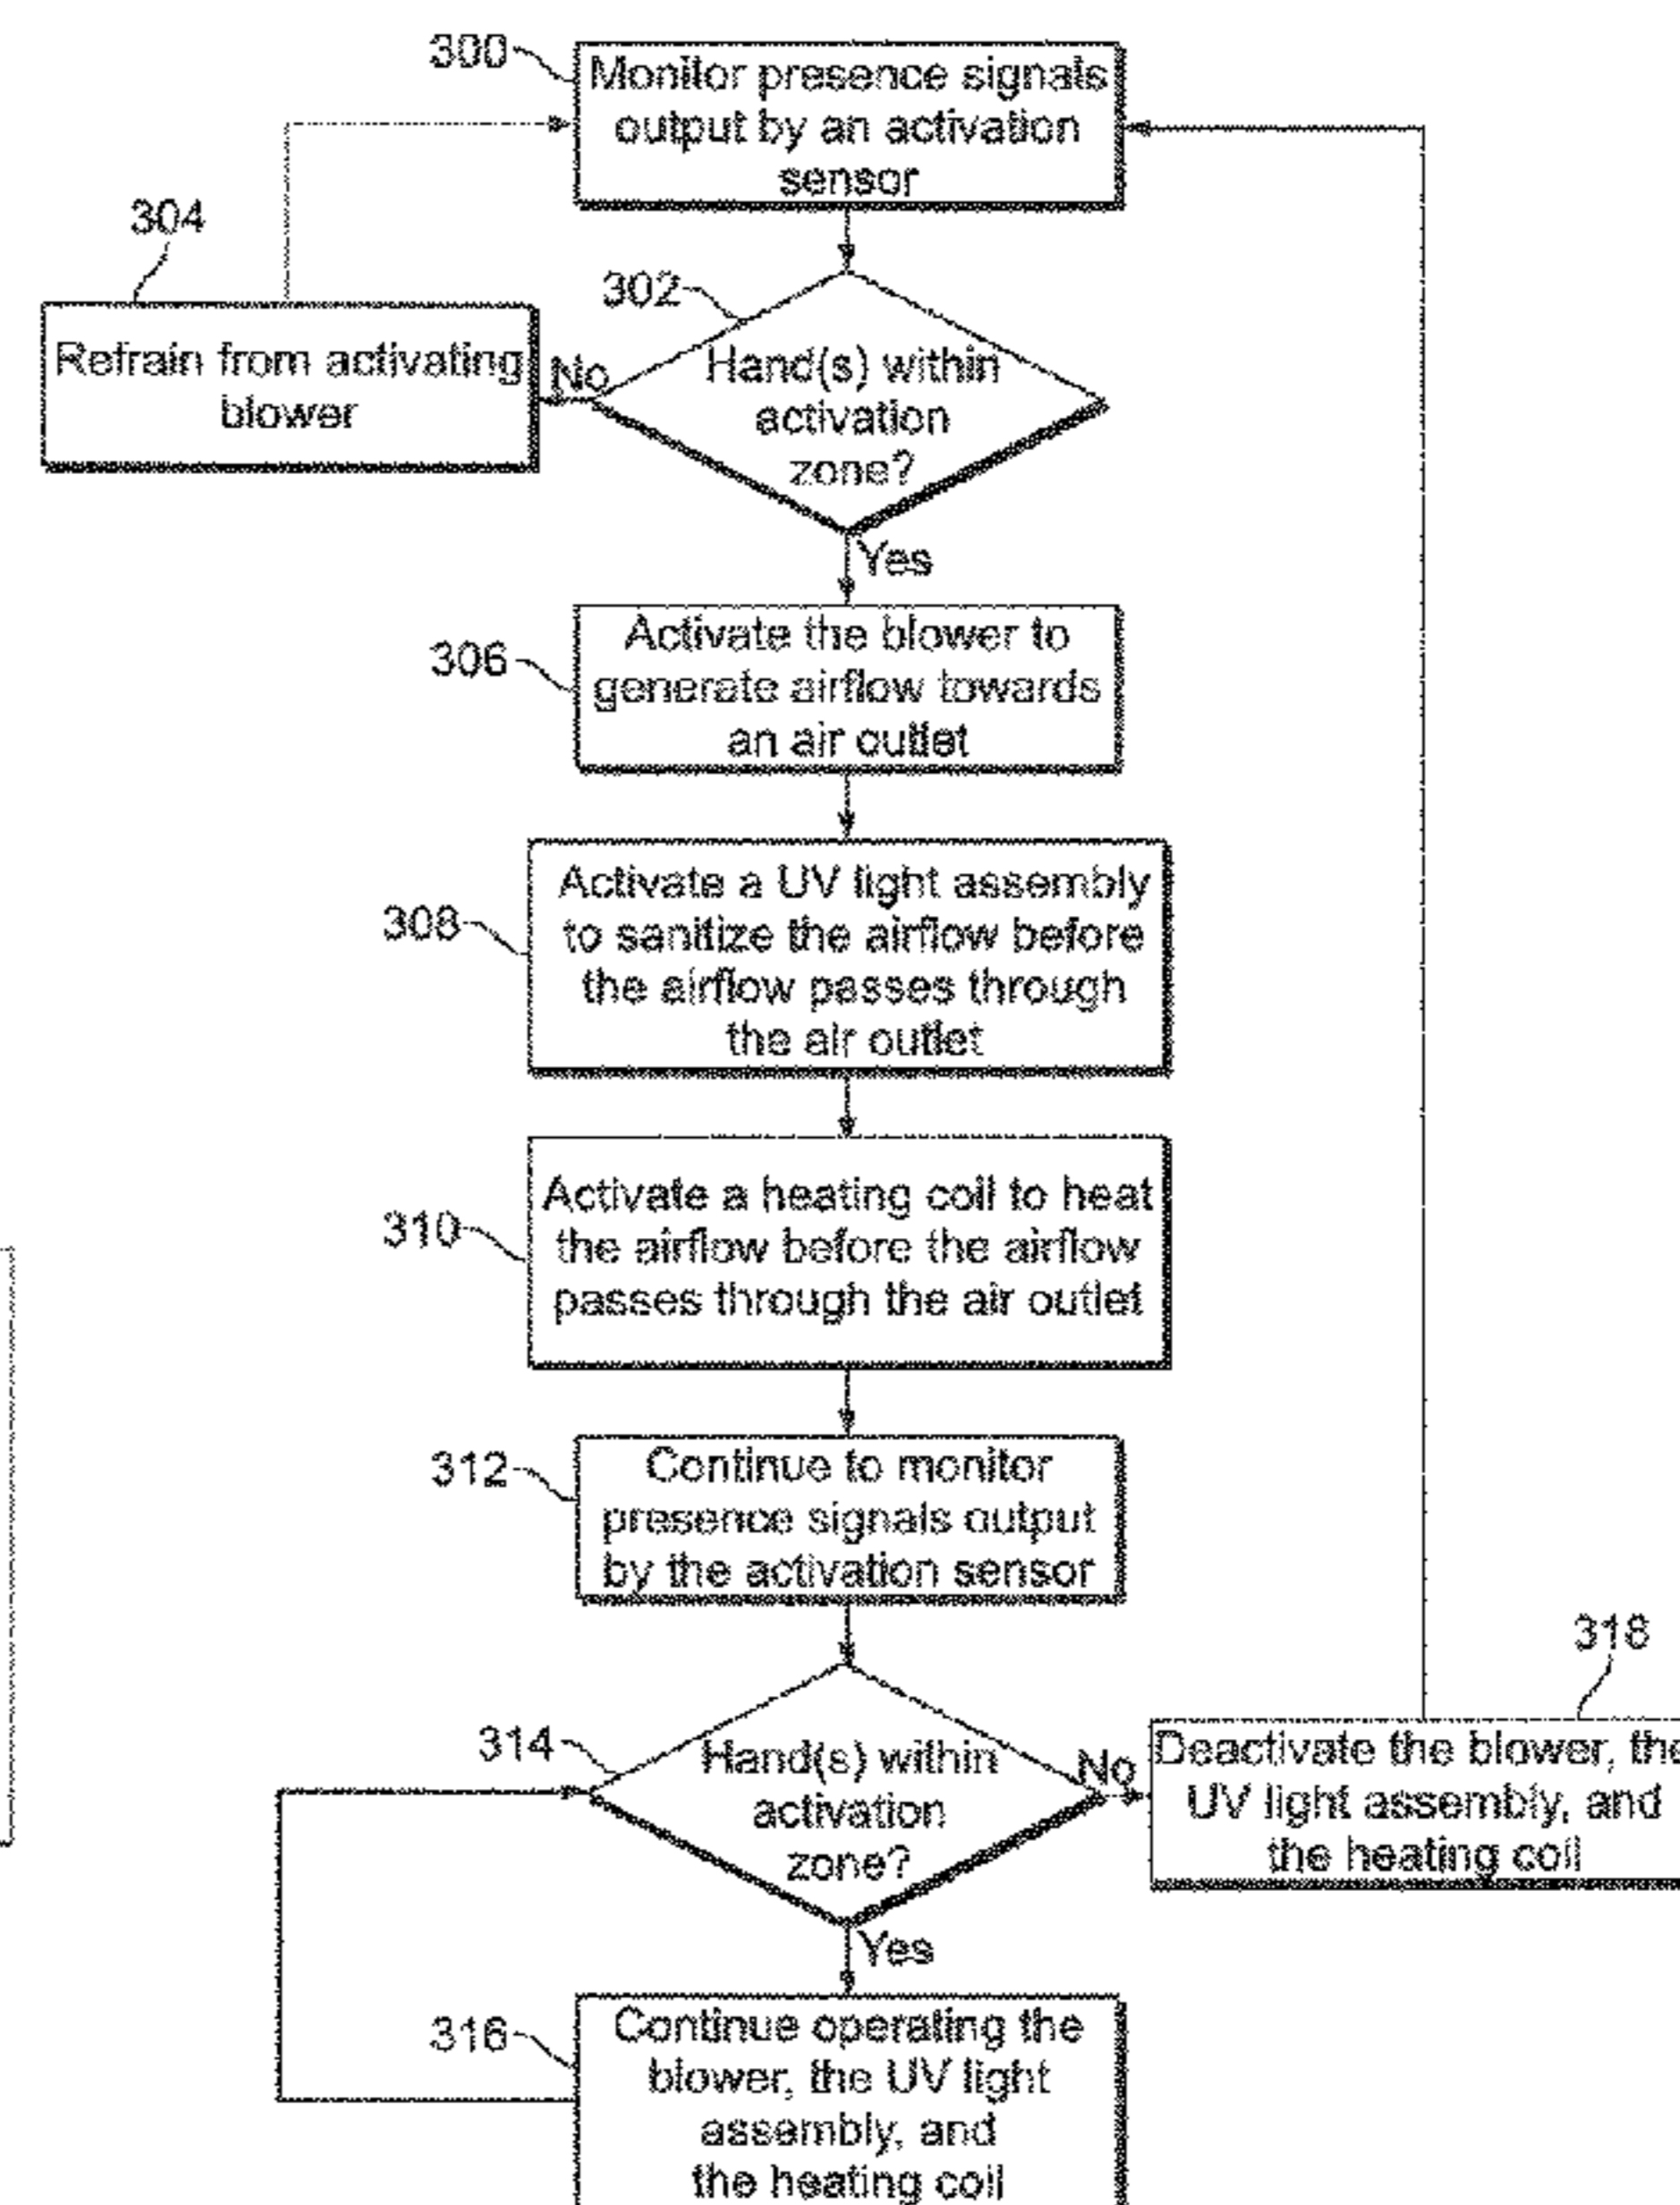 300
Monitor presence signals
output by an activation
sensor
304
Refrain from activating
blower
No
302
Hand(s) within
activation
zone?
Yes
306
Activate the blower to
generate airflow towards
an air outlet
308
Activate a UV light assembly
to sanitize the airflow before
the airflow passes through
the air outlet
310
Activate a heating coil to heat
the airflow before the airflow
passes through the air outlet
312
Continue to monitor
presence signals output
by the activation sensor
314
Hand(s) within
activation
zone?
No
318
Deactivate the blower, the
UV light assembly, and
the heating coil
Yes
316
Continue operating the
blower, the UV light
assembly, and
the heating coil